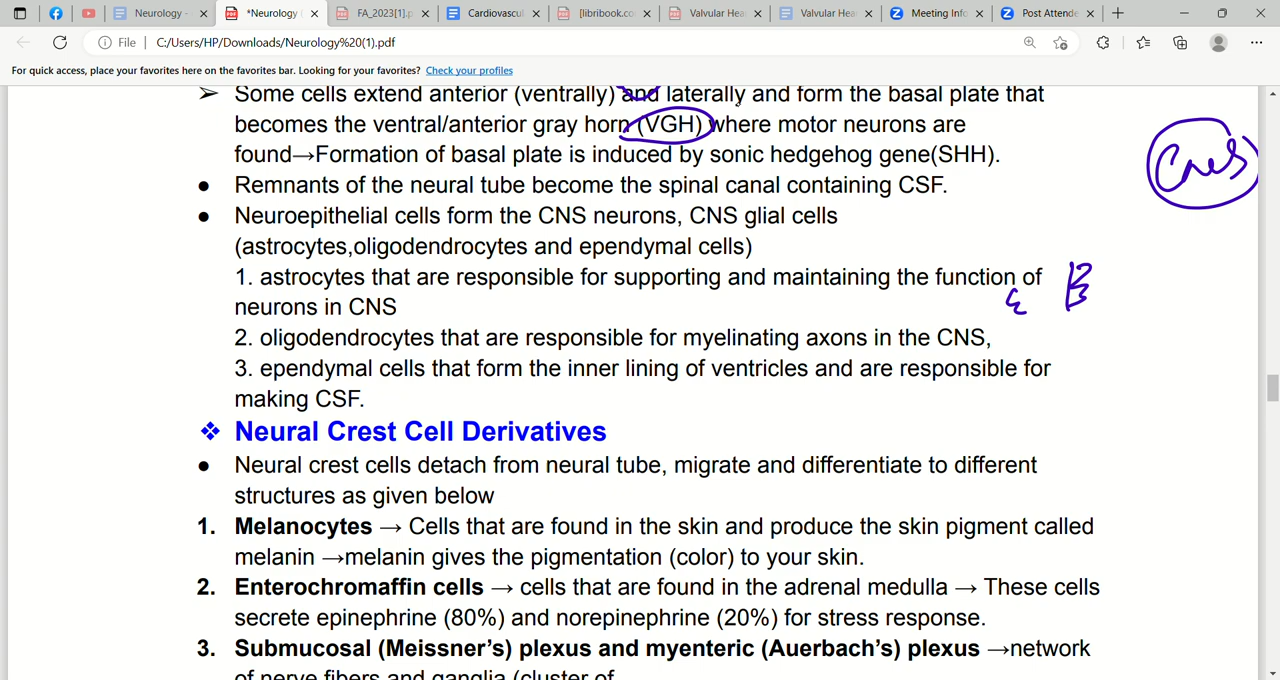 Neurology -
*Neurology (
FA_2023[1].p
Cardiovascu
[libribook.co
Valvular Hea
Valvular Hea
Meeting Info
Post Attende
File
C:/Users/HP/Downloads/Neurology%20(1).pdf
For quick access, place your favorites here on the favorites bar. Looking for your favorites? Check your profiles
➢ Some cells extend anterior (ventrally) and laterally and form the basal plate that
becomes the ventral/anterior gray horn (VGH) where motor neurons are
found→Formation of basal plate is induced by sonic hedgehog gene(SHH).
● Remnants of the neural tube become the spinal canal containing CSF.
● Neuroepithelial cells form the CNS neurons, CNS glial cells
(astrocytes,oligodendrocytes and ependymal cells)
1. astrocytes that are responsible for supporting and maintaining the function of
neurons in CNS
2. oligodendrocytes that are responsible for myelinating axons in the CNS,
3. ependymal cells that form the inner lining of ventricles and are responsible for
making CSF.
❖ Neural Crest Cell Derivatives
● Neural crest cells detach from neural tube, migrate and differentiate to different
structures as given below
1. Melanocytes → Cells that are found in the skin and produce the skin pigment called
melanin →melanin gives the pigmentation (color) to your skin.
2. Enterochromaffin cells → cells that are found in the adrenal medulla → These cells
secrete epinephrine (80%) and norepinephrine (20%) for stress response.
3. Submucosal (Meissner's) plexus and myenteric (Auerbach's) plexus →network
of nerve fibers and ganglia (cluster of